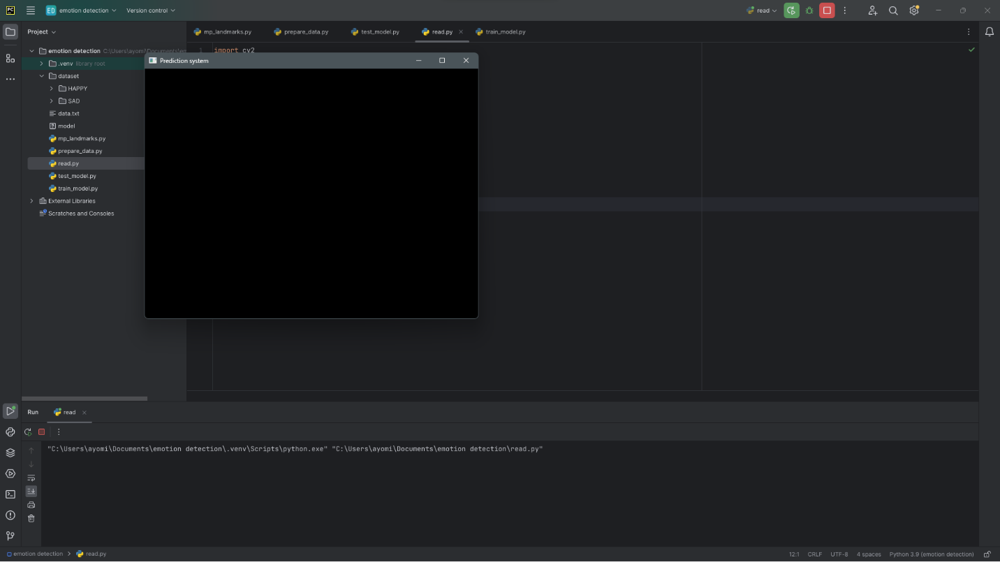 PC
ED emotion detection Version control read
Project
mp_landmarks.py prepare_data.py test_model.py read.py train_model.py
emotion detection C:\Users\ayomi\Documents\en
1 import cv2
Prediction system
.venv library root
dataset
HAPPY
SAD
data.txt
model
mp_landmarks.py
prepare_data.py
read.py
test_model.py
train_model.py
External Libraries
Scratches and Consoles
Run read
"C:\Users\ayomi\Documents\emotion detection\.venv\Scripts\python.exe" "C:\Users\ayomi\Documents\emotion detection\read.py"
emotion detection > read.py 12:1 CRLF UTF-8 4 spaces Python 3.9 (emotion detection)